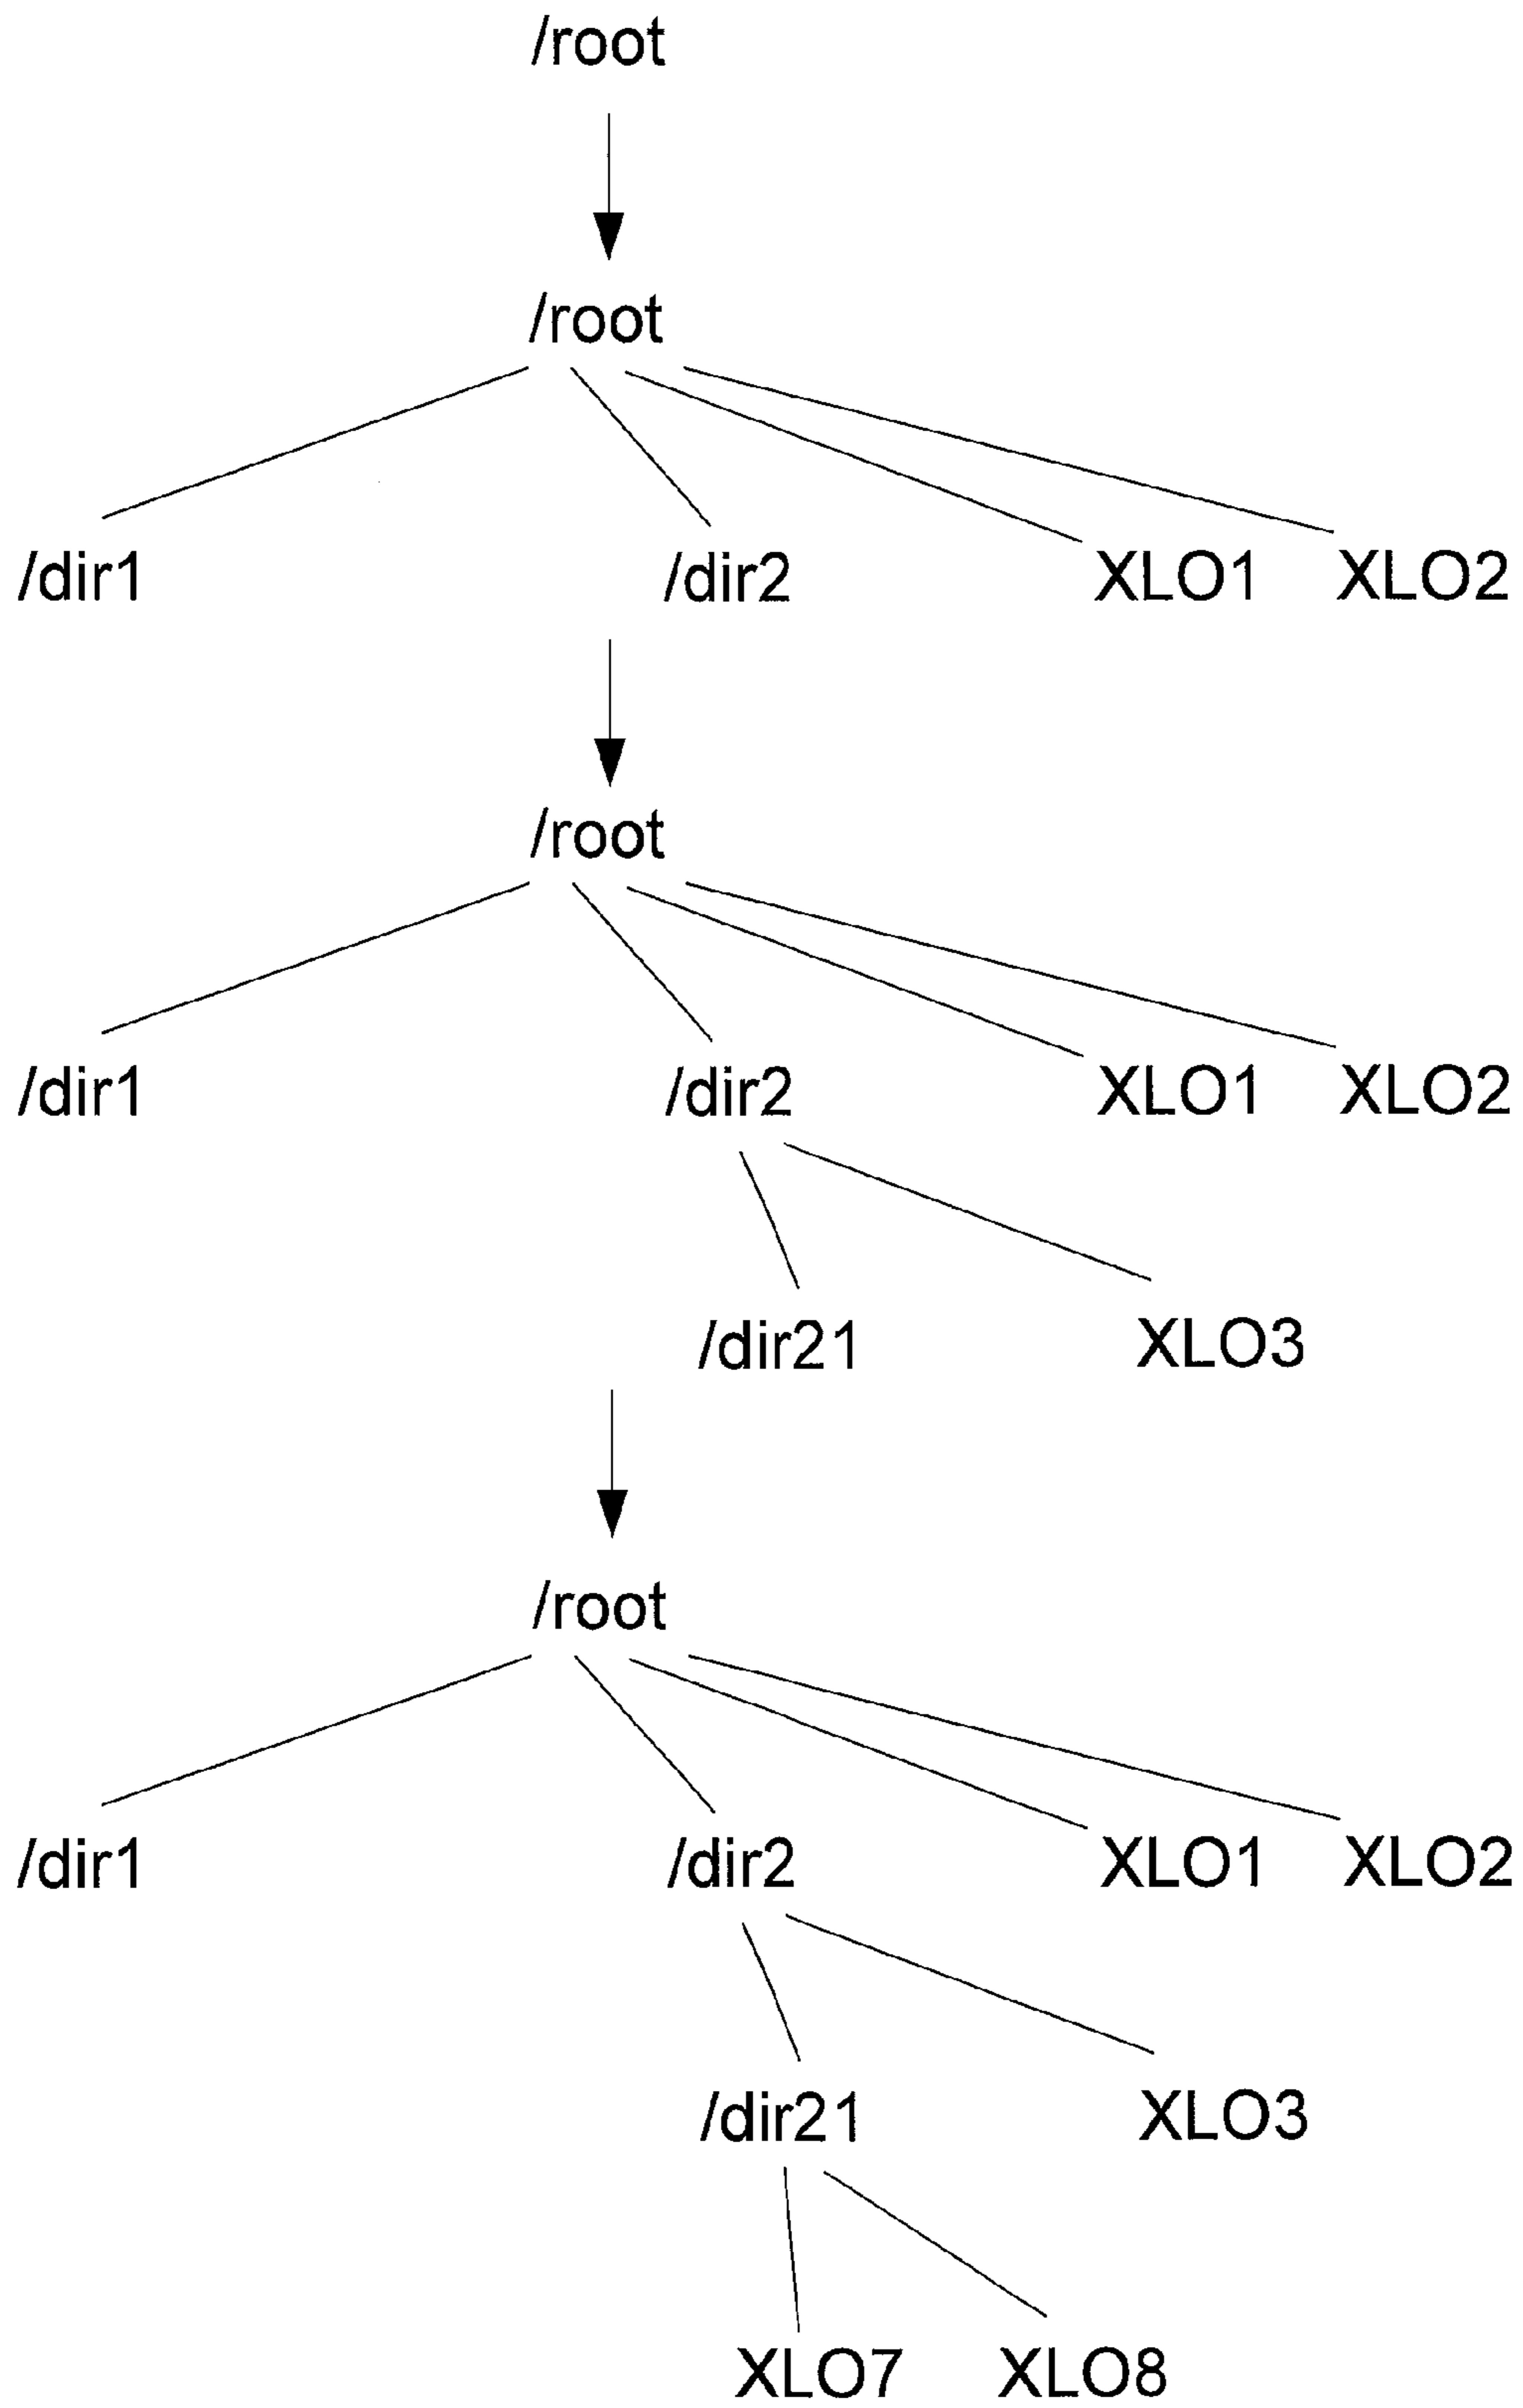 /root
/root
/dir1 /dir2 XLO1 XLO2
/root
/dir1 /dir2 XLO1 XLO2
/dir21 XLO3
/root
/dir1 /dir2 XLO1 XLO2
/dir21 XLO3
XLO7 XLO8